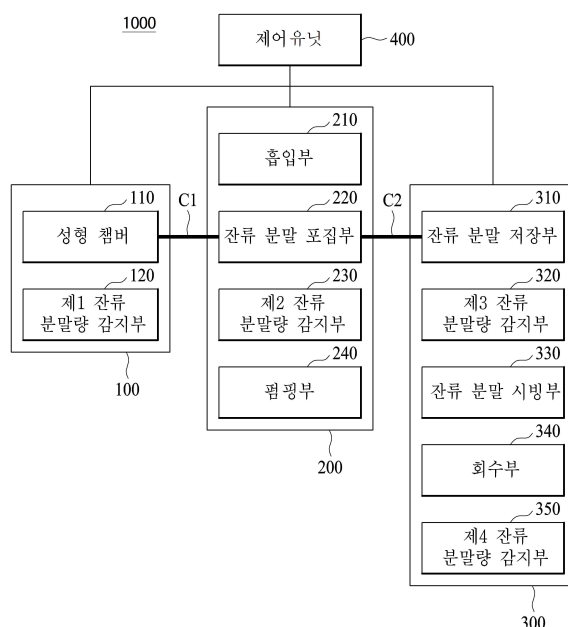 1000
제어유닛
400
210
흡입부
110
C1
220
C2
310
성형 챔버
잔류 분말 포집부
잔류 분말 저장부
120
230
320
제1 잔류
분말량 감지부
제2 잔류
분말량 감지부
제3 잔류
분말량 감지부
100
240
330
펌핑부
잔류 분말 시빙부
200
340
회수부
350
제4 잔류
분말량 감지부
300